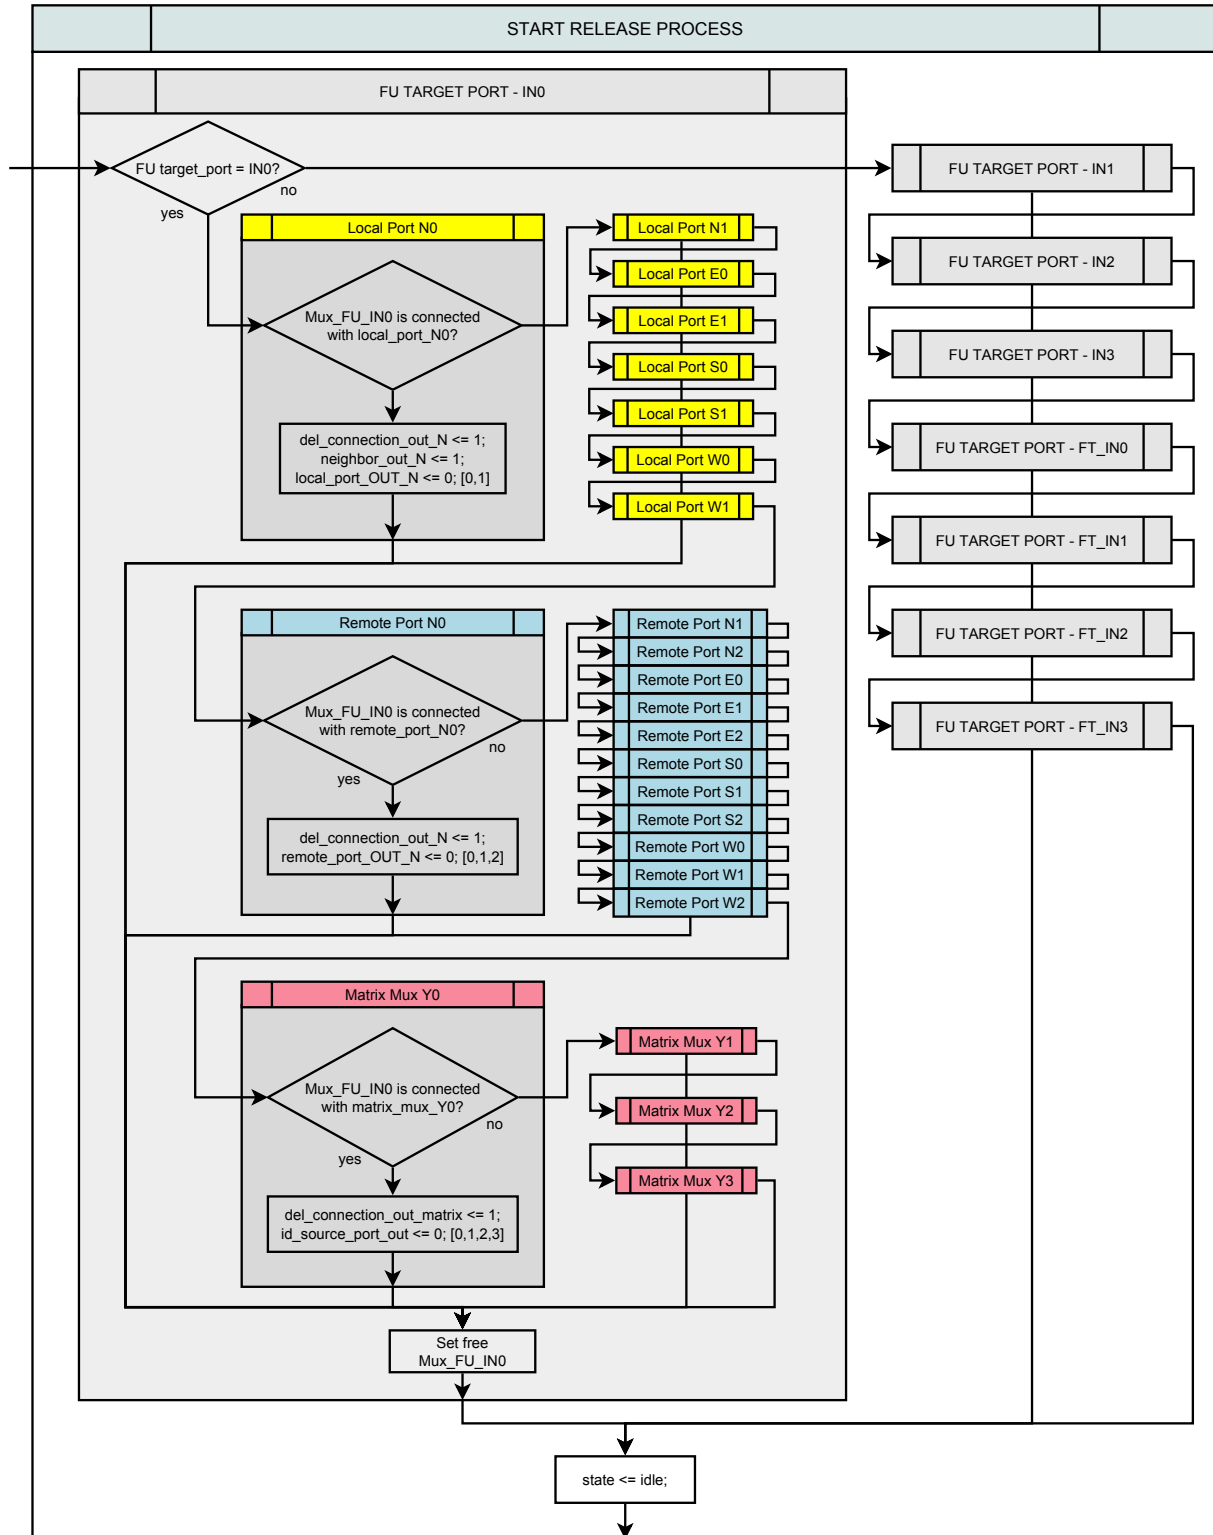 START RELEASE PROCESS
FU TARGET PORT - IN0
FU target_port = IN0?
no
yes
Local Port N0
Mux_FU_IN0 is connected
with local_port_N0?
del_connection_out_N <= 1;
neighbor_out_N <= 1;
local_port_OUT_N <= 0; [0,1]
Local Port N1
Local Port E0
Local Port E1
Local Port S0
Local Port S1
Local Port W0
Local Port W1
Remote Port N0
Mux_FU_IN0 is connected
with remote_port_N0?
no
yes
del_connection_out_N <= 1;
remote_port_OUT_N <= 0; [0,1,2]
Remote Port N1
Remote Port N2
Remote Port E0
Remote Port E1
Remote Port E2
Remote Port S0
Remote Port S1
Remote Port S2
Remote Port W0
Remote Port W1
Remote Port W2
Matrix Mux Y0
Mux_FU_IN0 is connected
with matrix_mux_Y0?
no
yes
del_connection_out_matrix <= 1;
id_source_port_out <= 0; [0,1,2,3]
Matrix Mux Y1
Matrix Mux Y2
Matrix Mux Y3
Set free
Mux_FU_IN0
FU TARGET PORT - IN1
FU TARGET PORT - IN2
FU TARGET PORT - IN3
FU TARGET PORT - FT_IN0
FU TARGET PORT - FT_IN1
FU TARGET PORT - FT_IN2
FU TARGET PORT - FT_IN3
state <= idle;